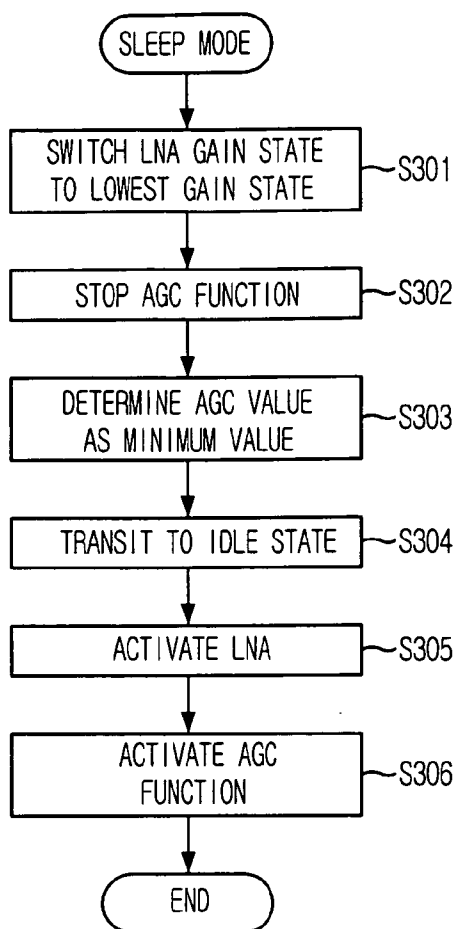 SLEEP MODE
SWITCH LNA GAIN STATE
TO LOWEST GAIN STATE
S301
STOP AGC FUNCTION
S302
DETERMINE AGC VALUE
AS MINIMUM VALUE
S303
TRANSIT TO IDLE STATE
S304
ACTIVATE LNA
S305
ACTIVATE AGC
FUNCTION
S306
END